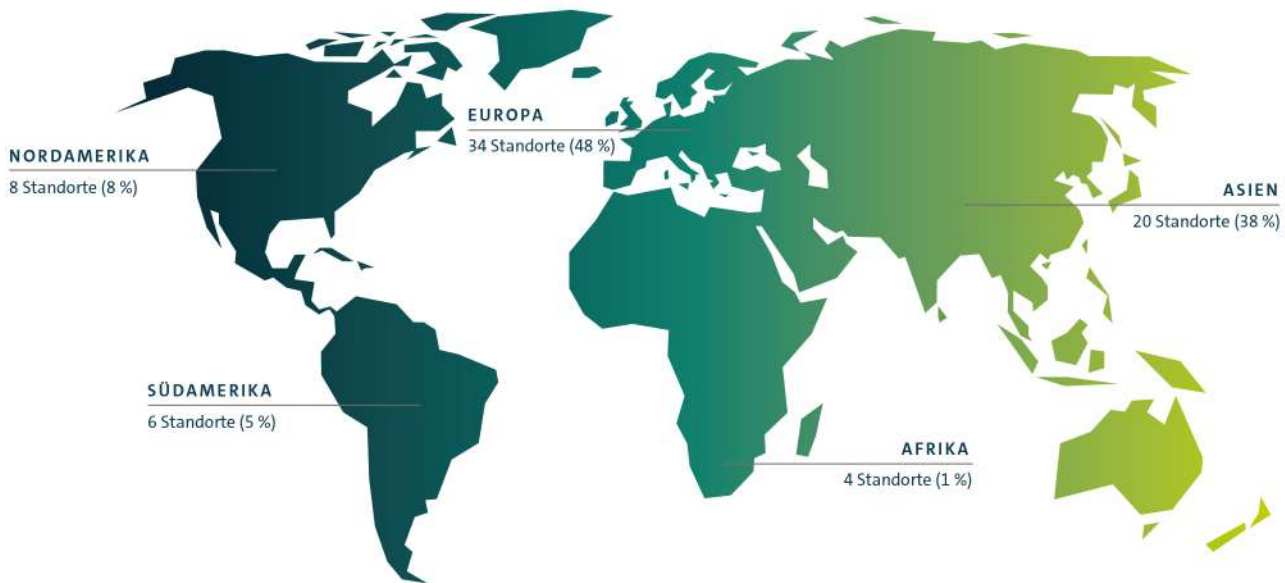 EUROPA
34 Standorte (48 %)
NORDAMERIKA
8 Standorte (8 %)
ASIEN
20 Standorte (38 %)
SÜDAMERIKA
6 Standorte (5 %)
AFRIKA
4 Standorte (1 %)